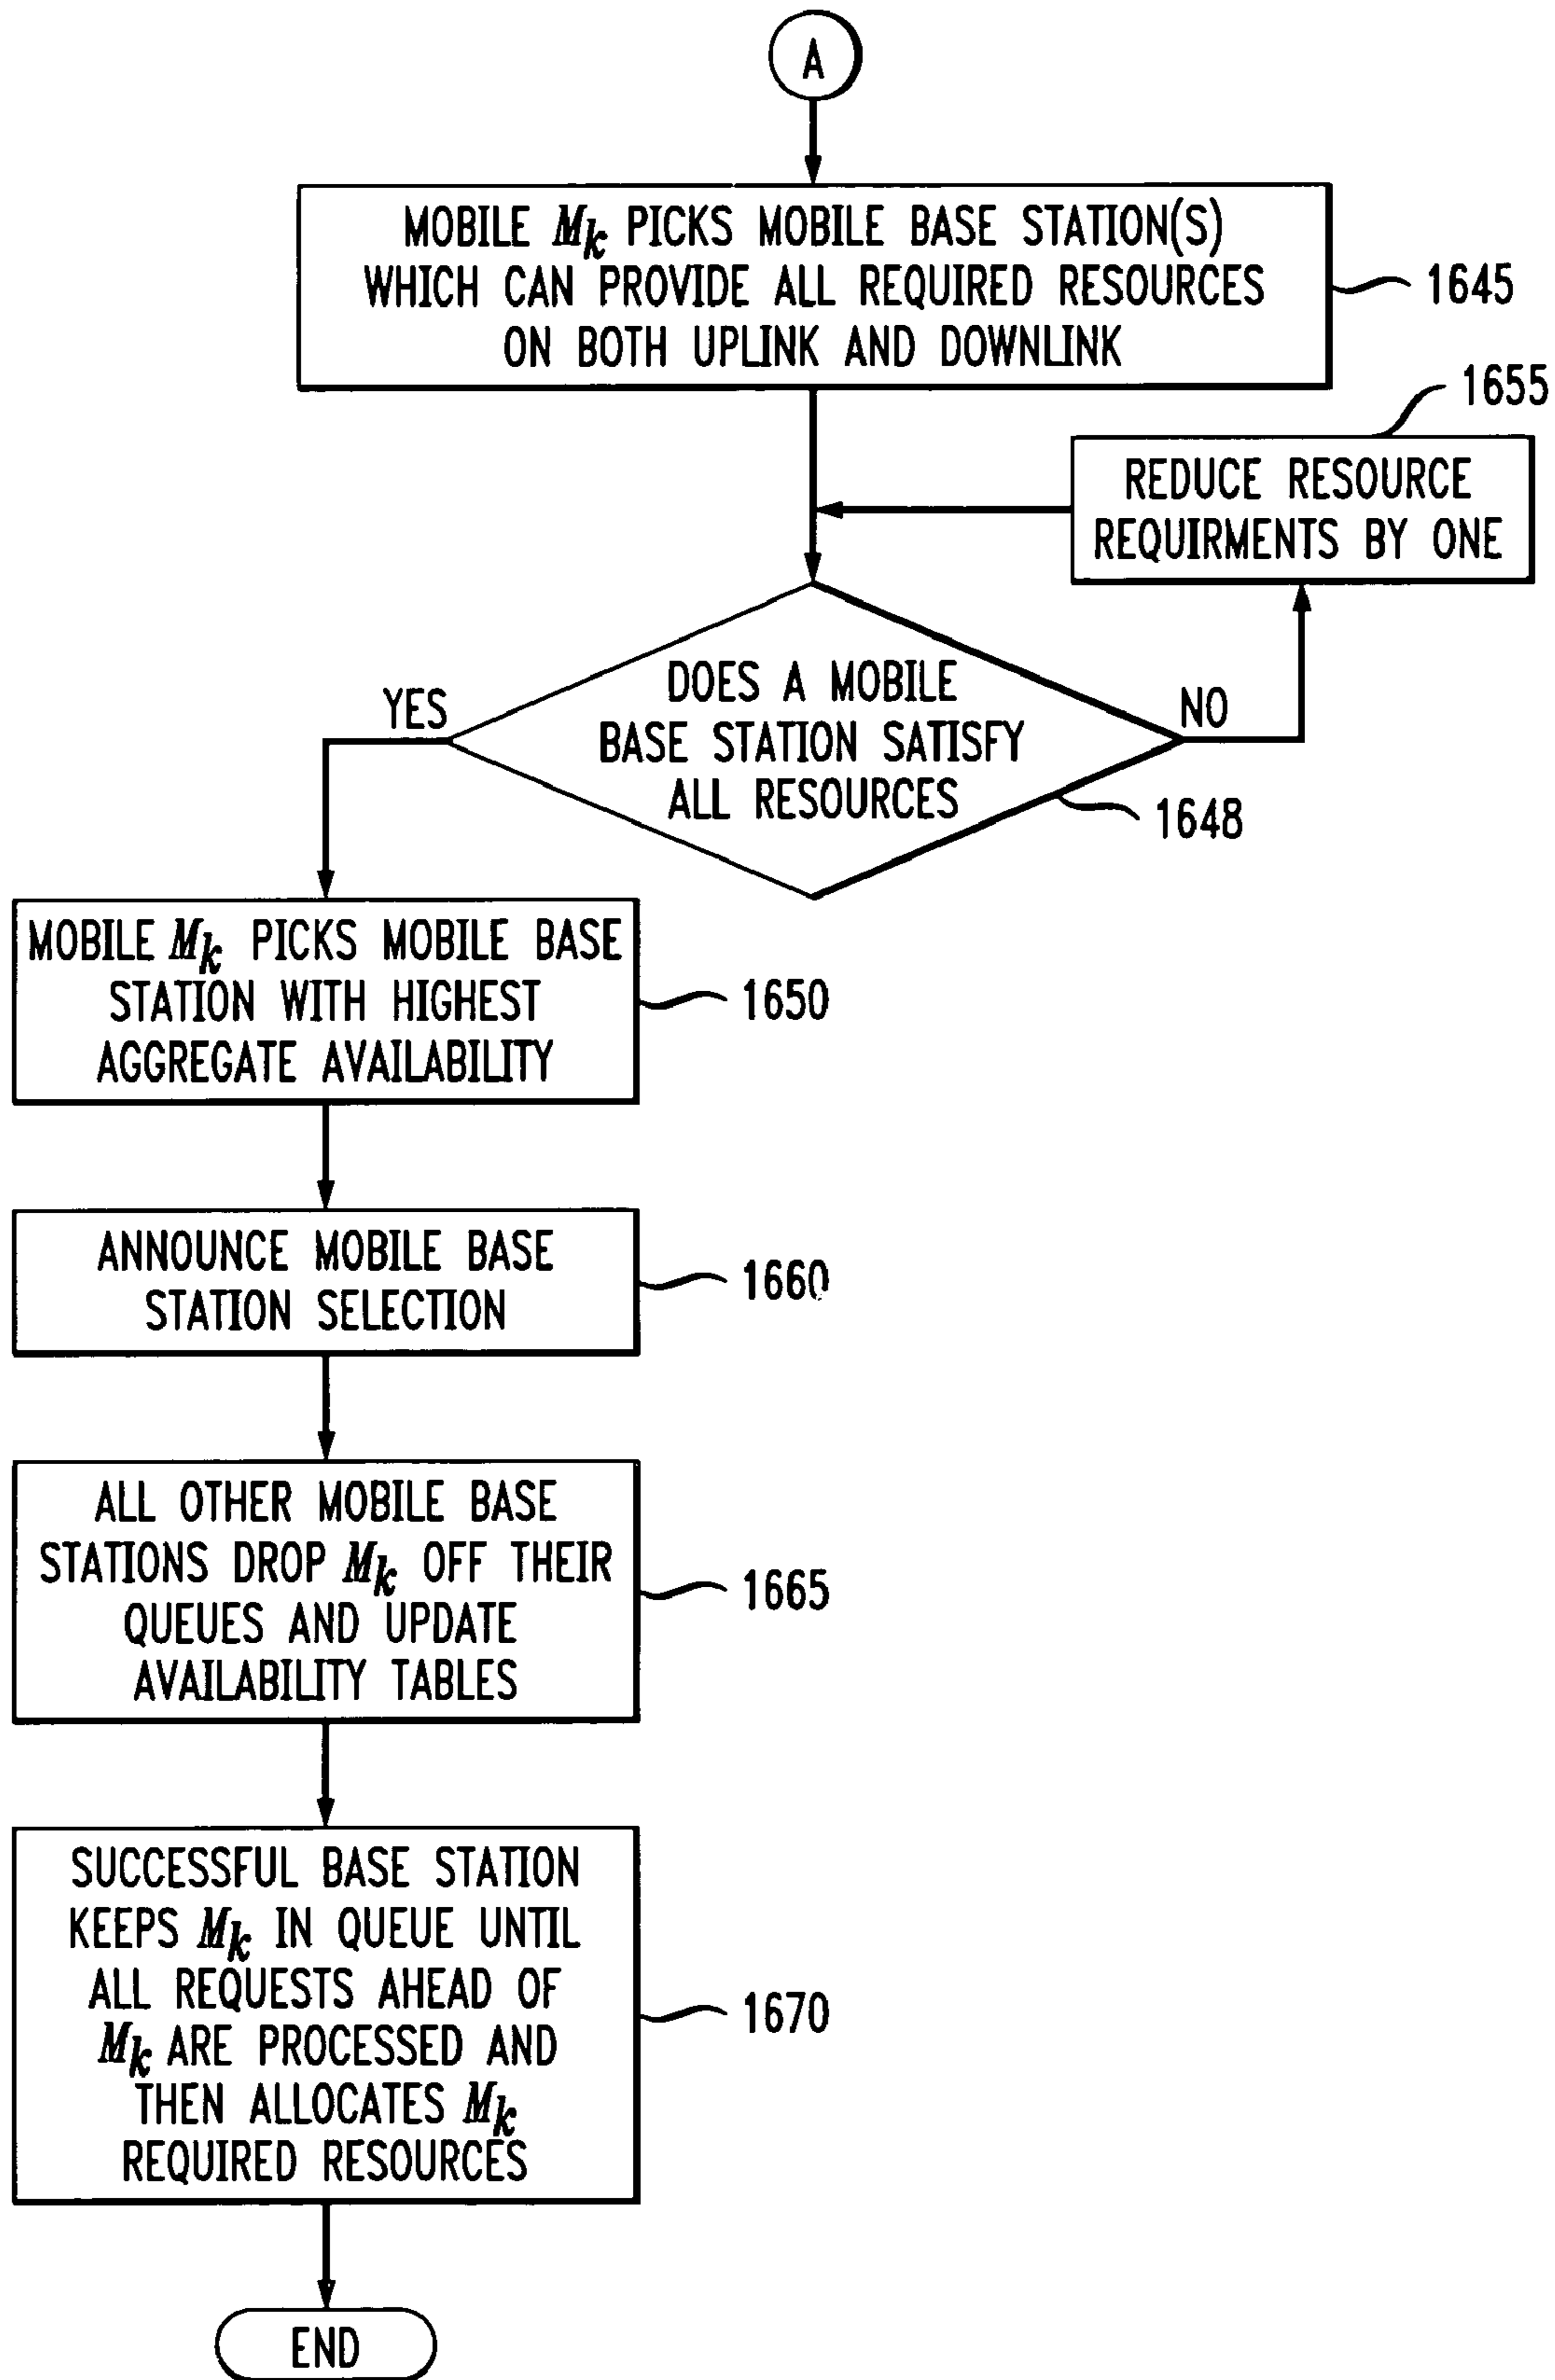 A
MOBILE Mk PICKS MOBILE BASE STATION(S)
WHICH CAN PROVIDE ALL REQUIRED RESOURCES
ON BOTH UPLINK AND DOWNLINK
1645
1655
REDUCE RESOURCE
REQUIRMENTS BY ONE
DOES A MOBILE
BASE STATION SATISFY
ALL RESOURCES
YES
NO
1648
MOBILE Mk PICKS MOBILE BASE
STATION WITH HIGHEST
AGGREGATE AVAILABILITY
1650
ANNOUNCE MOBILE BASE
STATION SELECTION
1660
ALL OTHER MOBILE BASE
STATIONS DROP Mk OFF THEIR
QUEUES AND UPDATE
AVAILABILITY TABLES
1665
SUCCESSFUL BASE STATION
KEEPS Mk IN QUEUE UNTIL
ALL REQUESTS AHEAD OF
Mk ARE PROCESSED AND
THEN ALLOCATES Mk
REQUIRED RESOURCES
1670
END